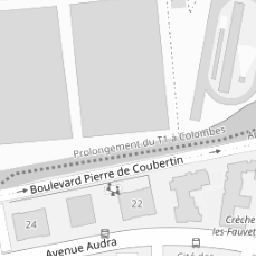 Prolongement du T1 à Colombes
Boulevard Pierre de Coubertin
22
24
Crèche
les-Fauvet
Avenue Audra